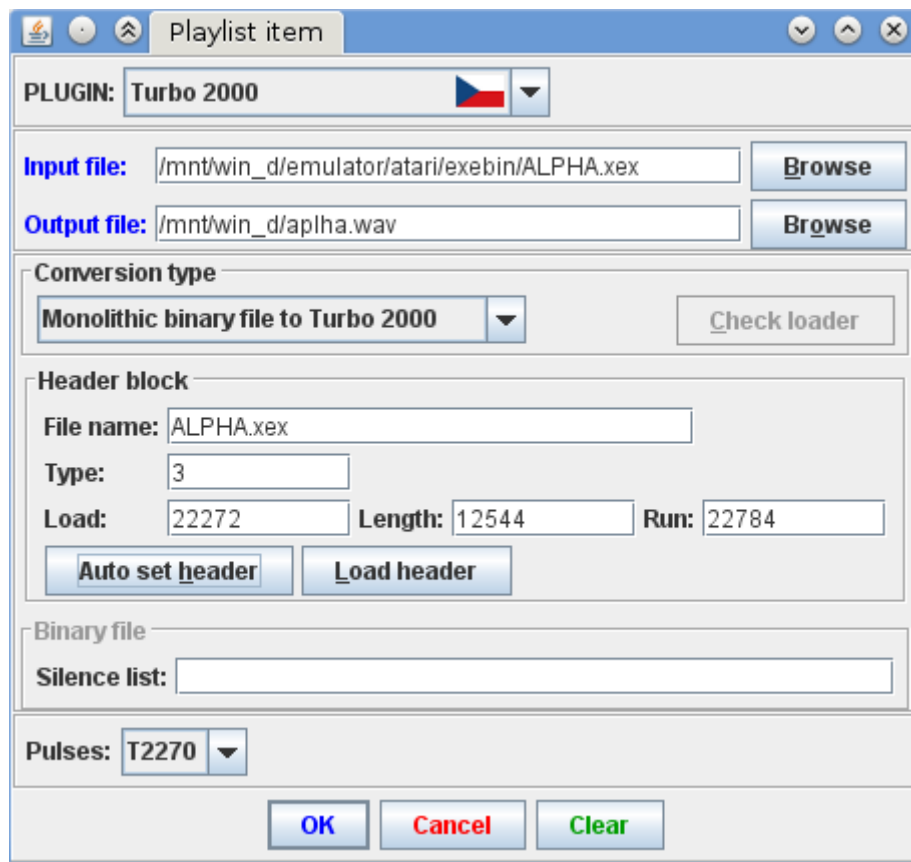 Playlist item
PLUGIN: Turbo 2000
Input file: /mnt/win_d/emulator/atari/exebin/ALPHA.xex Browse
Output file: /mnt/win_d/aplha.wav Browse
Conversion type
Monolithic binary file to Turbo 2000 Check loader
Header block
File name: ALPHA.xex
Type: 3
Load: 22272 Length: 12544 Run: 22784
Auto set header Load header
Binary file
Silence list:
Pulses: T2270
OK Cancel Clear